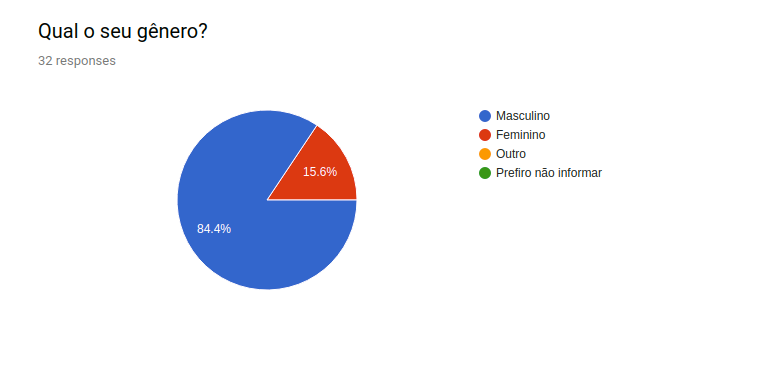 Qual o seu gênero?
32 responses
Masculino
Feminino
Outro
Prefiro não informar
15.6%
84.4%